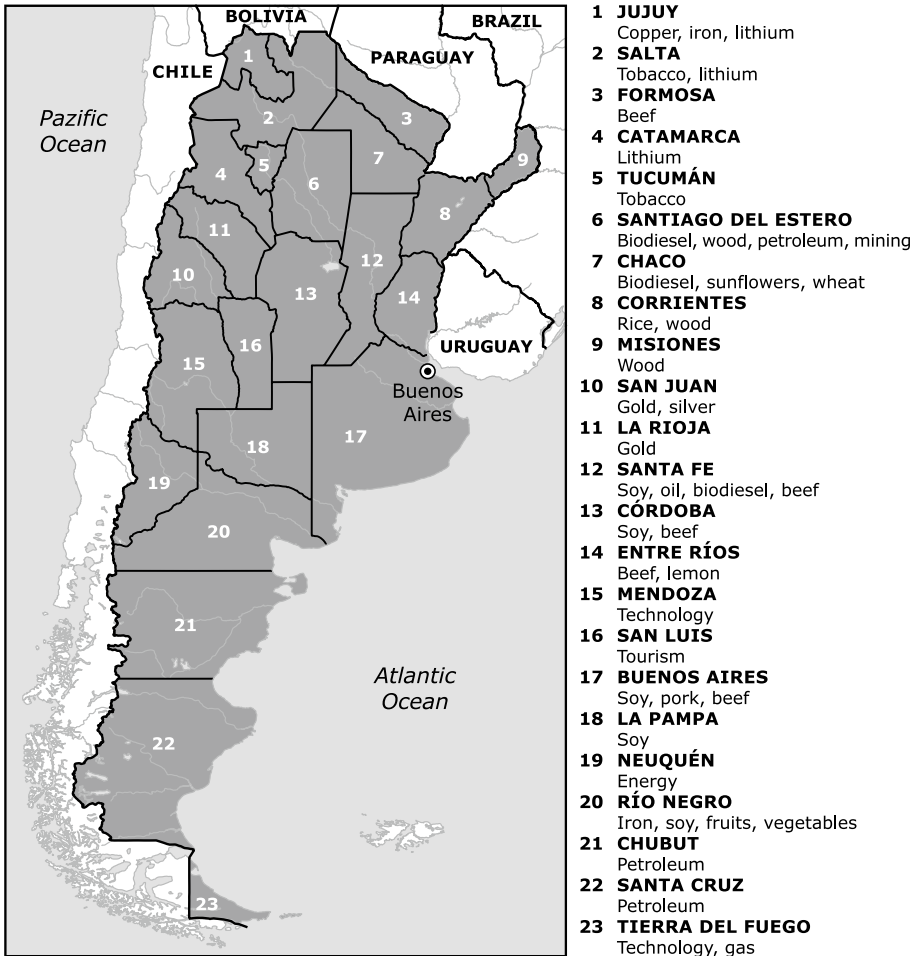 BOLIVIA
BRAZIL
CHILE
PARAGUAY
Pazific
Ocean
1
2
3
4
5
6
7
8
9
10
11
12
13
14
15
16
URUGUAY
Buenos
Aires
17
18
19
20
21
Atlantic
Ocean
22
23
1 JUJUY
Copper, iron, lithium
2 SALTA
Tobacco, lithium
3 FORMOSA
Beef
4 CATAMARCA
Lithium
5 TUCUMÁN
Tobacco
6 SANTIAGO DEL ESTERO
Biodiesel, wood, petroleum, mining
7 CHACO
Biodiesel, sunflowers, wheat
8 CORRIENTES
Rice, wood
9 MISIONES
Wood
10 SAN JUAN
Gold, silver
11 LA RIOJA
Gold
12 SANTA FE
Soy, oil, biodiesel, beef
13 CÓRDOBA
Soy, beef
14 ENTRE RÍOS
Beef, lemon
15 MENDOZA
Technology
16 SAN LUIS
Tourism
17 BUENOS AIRES
Soy, pork, beef
18 LA PAMPA
Soy
19 NEUQUÉN
Energy
20 RÍO NEGRO
Iron, soy, fruits, vegetables
21 CHUBUT
Petroleum
22 SANTA CRUZ
Petroleum
23 TIERRA DEL FUEGO
Technology, gas